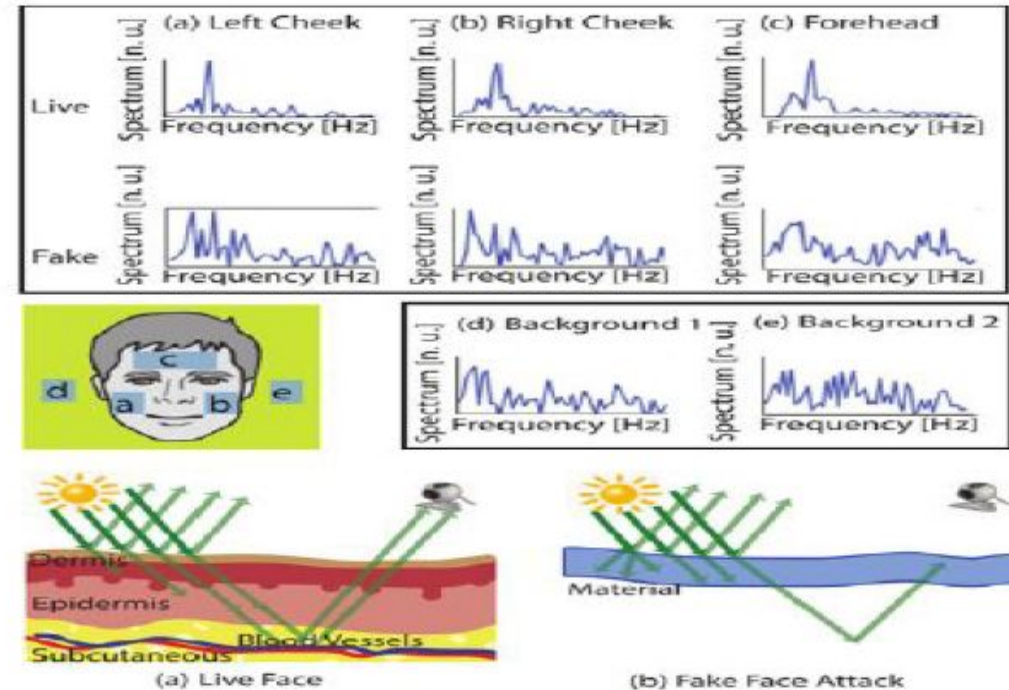 (a) Left Cheek (b) Right Cheek (c) Forehead
Live
Spectrum [n. u.] Spectrum [n. u.] Spectrum [n. u.]
Frequency [Hz] Frequency [Hz] Frequency [Hz]
Fake
Spectrum [n. u.] Spectrum [n. u.] Spectrum [n. u.]
Frequency [Hz] Frequency [Hz] Frequency [Hz]
c
d e
a b
(d) Background 1 (e) Background 2
Spectrum [n. u.] Spectrum [n. u.]
Frequency [Hz] Frequency [Hz]
Dermis
Epidermis
Blood Vessels
Subcutaneous
(a) Live Face
Material
(b) Fake Face Attack